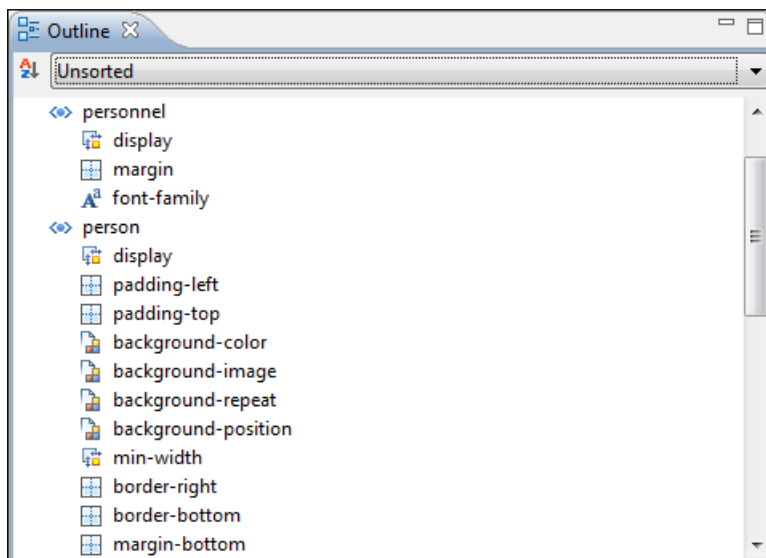 Outline
Unsorted
personnel
display
margin
font-family
person
display
padding-left
padding-top
background-color
background-image
background-repeat
background-position
min-width
border-right
border-bottom
margin-bottom